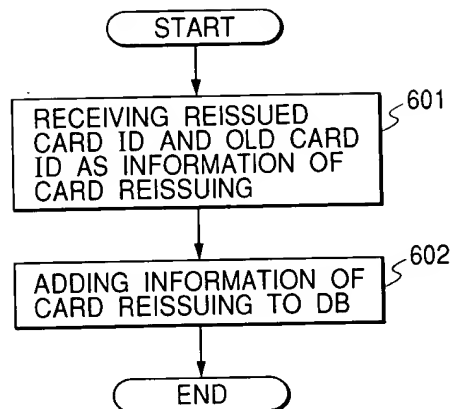 START
RECEIVING REISSUED
CARD ID AND OLD CARD
ID AS INFORMATION OF
CARD REISSUING
601
ADDING INFORMATION OF
CARD REISSUING TO DB
602
END